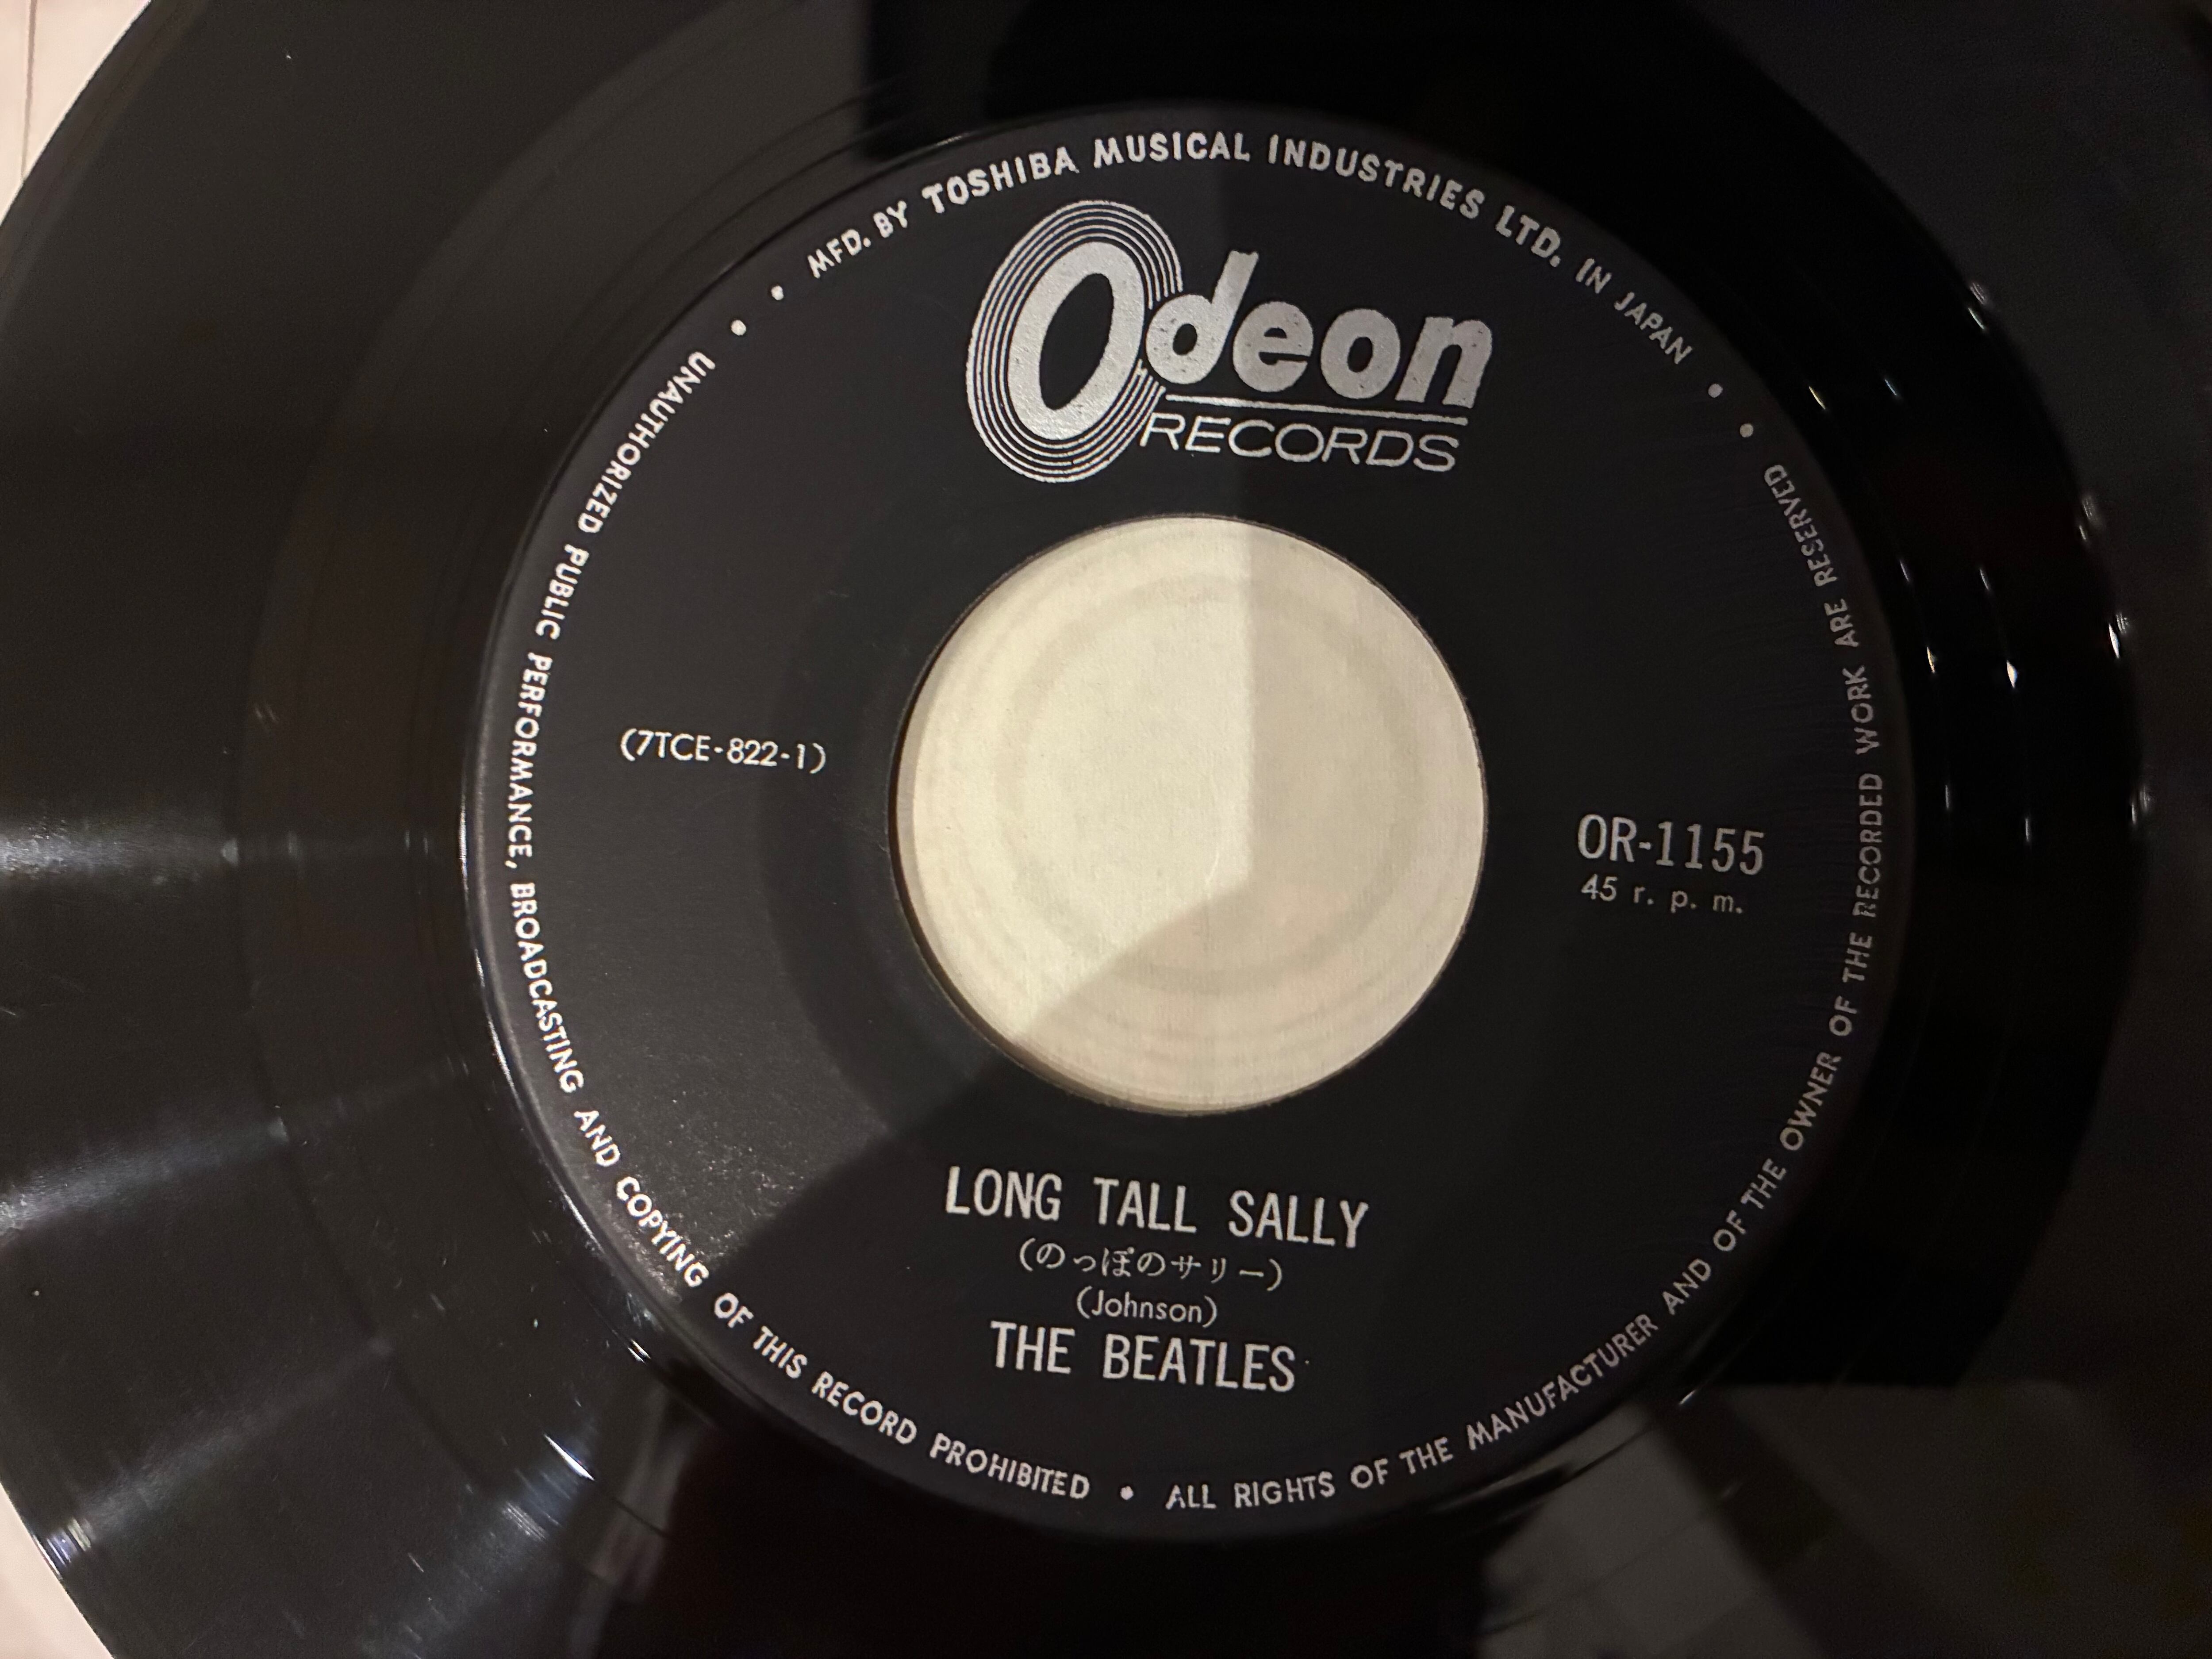 MFD. BY TOSHIBA MUSICAL INDUSTRIES LTD. IN JAPAN
Odeon
RECORDS
(7TCE-822-1)
OR-1155
45 r. p. m.
LONG TALL SALLY
(のっぽのサリー)
(Johnson)
THE BEATLES
UNAUTHORIZED PUBLIC PERFORMANCE, BROADCASTING AND COPYING OF THIS RECORD PROHIBITED • ALL RIGHTS OF THE MANUFACTURER AND OF THE OWNER OF THE RECORDED WORK ARE RESERVED